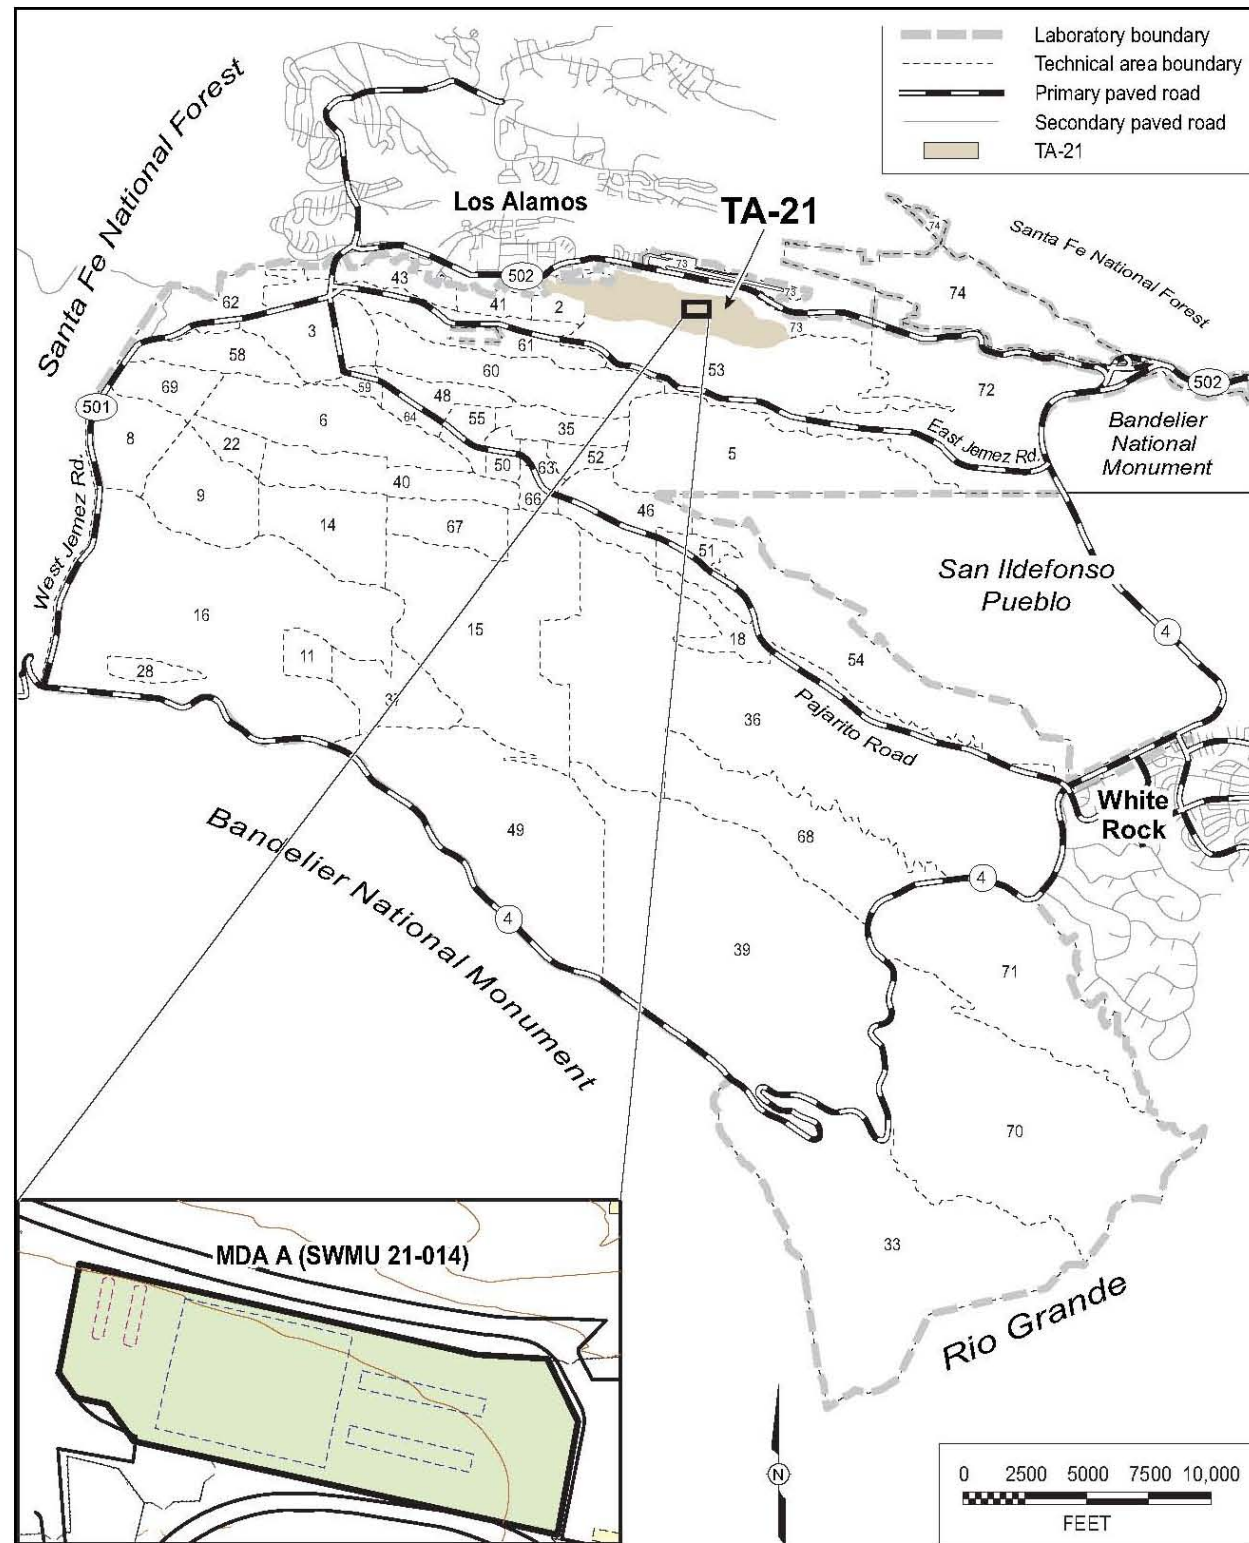 Laboratory boundary
Technical area boundary
Primary paved road
Secondary paved road
TA-21
Santa Fe National Forest
Los Alamos
TA-21
Santa Fe National Forest
74
74
73
73
73
502
43
41
2
62
3
61
58
60
53
72
502
69
59
48
501
64
55
6
35
8
22
5
East Jemez Rd.
Bandelier
National
Monument
50
63
52
40
9
66
46
14
67
51
West Jemez Rd.
San Ildefonso
Pueblo
16
15
18
4
11
28
54
37
36
Pajarito Road
White
Rock
49
68
Bandelier National Monument
4
4
39
71
70
33
Rio Grande
MDA A (SWMU 21-014)
N
0 2500 5000 7500 10,000
FEET